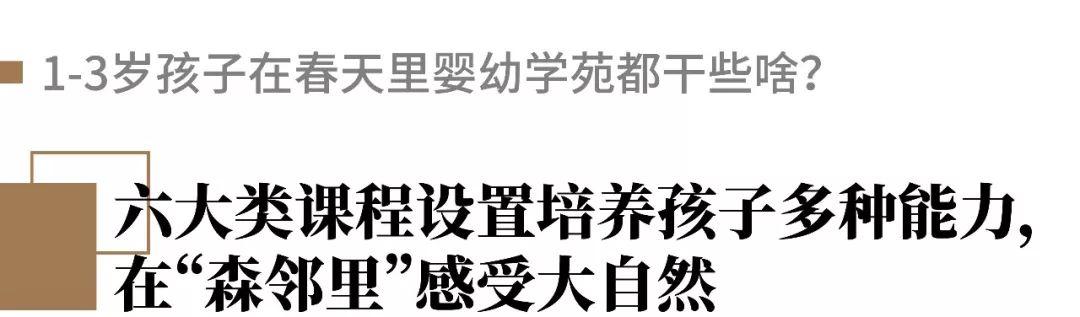 1-3岁孩子在春天里婴幼学苑都干些啥？
六大类课程设置培养孩子多种能力，
在“森邻里”感受大自然